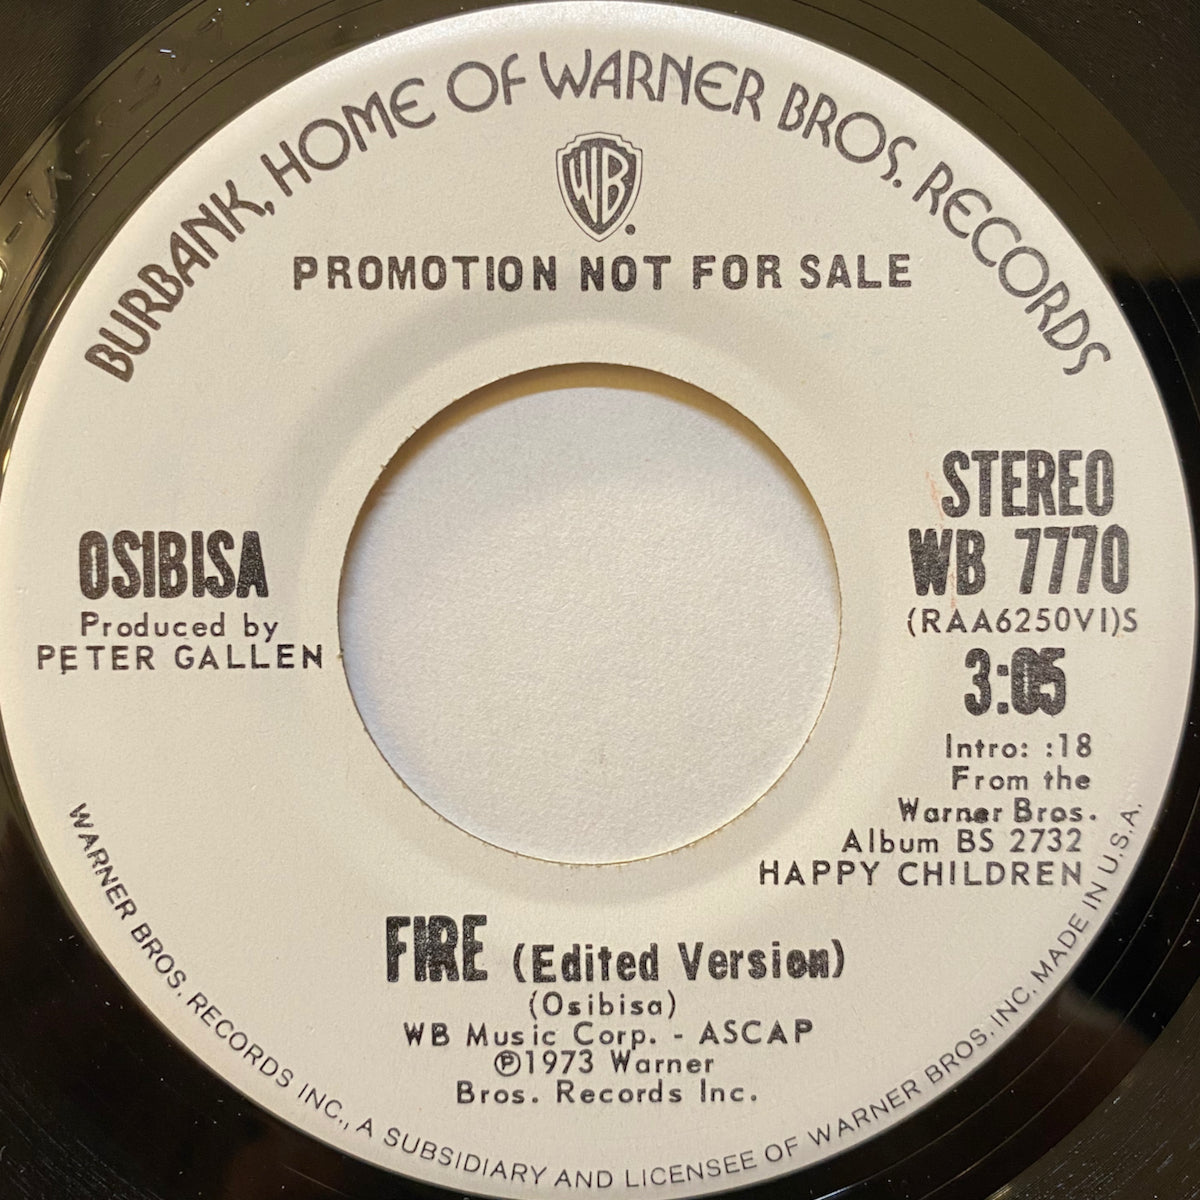 BURBANK, HOME OF WARNER BROS. RECORDS
WB
PROMOTION NOT FOR SALE
OSIBISA
Produced by
PETER GALLEN
STEREO
WB 7770
(RAA6250VI)S
3:05
Intro: :18
From the
Warner Bros.
Album BS 2732
HAPPY CHILDREN
FIRE (Edited Version)
(Osibisa)
WB Music Corp. - ASCAP
℗1973 Warner
Bros. Records Inc.
WARNER BROS. RECORDS INC., A SUBSIDIARY AND LICENSEE OF WARNER BROS. INC. MADE IN U.S.A.